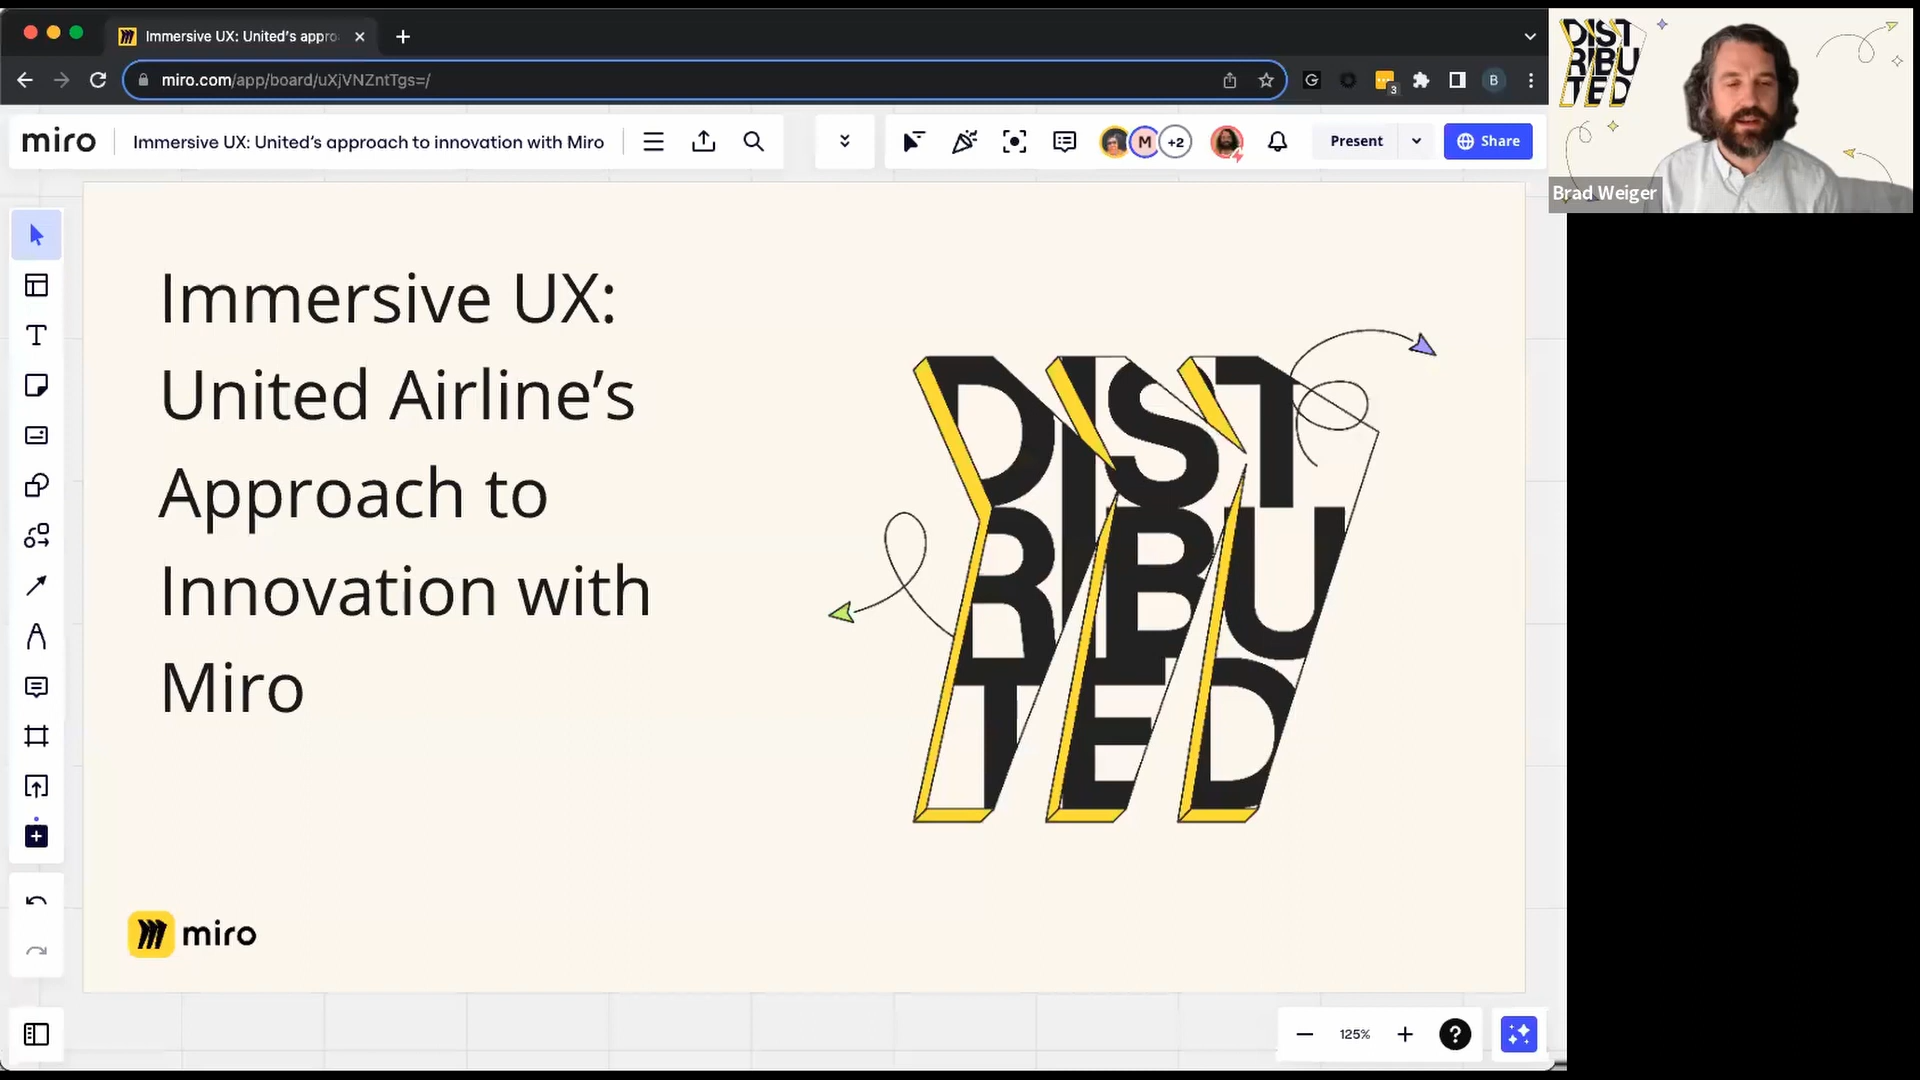 Immersive UX: United's appro
miro.com/app/board/uXjVNZntTgs=/
G
3
B
miro
Immersive UX: United's approach to innovation with Miro
M
+2
Present
Share
DIST
RIBU
TED
Brad Weiger
Immersive UX:
United Airline’s
Approach to
Innovation with
Miro
DIST
RIBU
TED
miro
125%
?